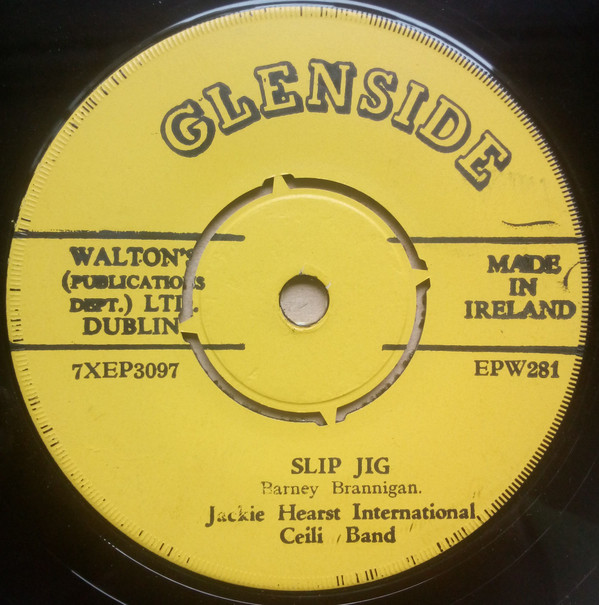 GLENSIDE
WALTON'S
(PUBLICATIONS
DEPT.) LTD.
DUBLIN
MADE
IN
IRELAND
7XEP3097
EPW281
SLIP JIG
Barney Brannigan.
Jackie Hearst International
Ceili Band